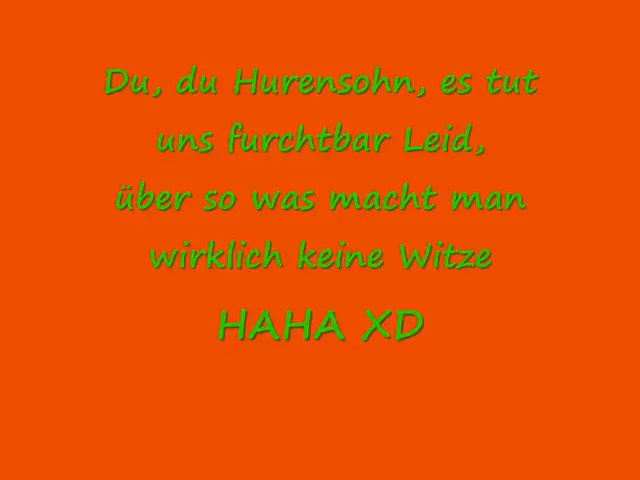 Du, du Hurensohn, es tut
uns furchtbar Leid,
über so was macht man
wirklich keine Witze
HAHA XD